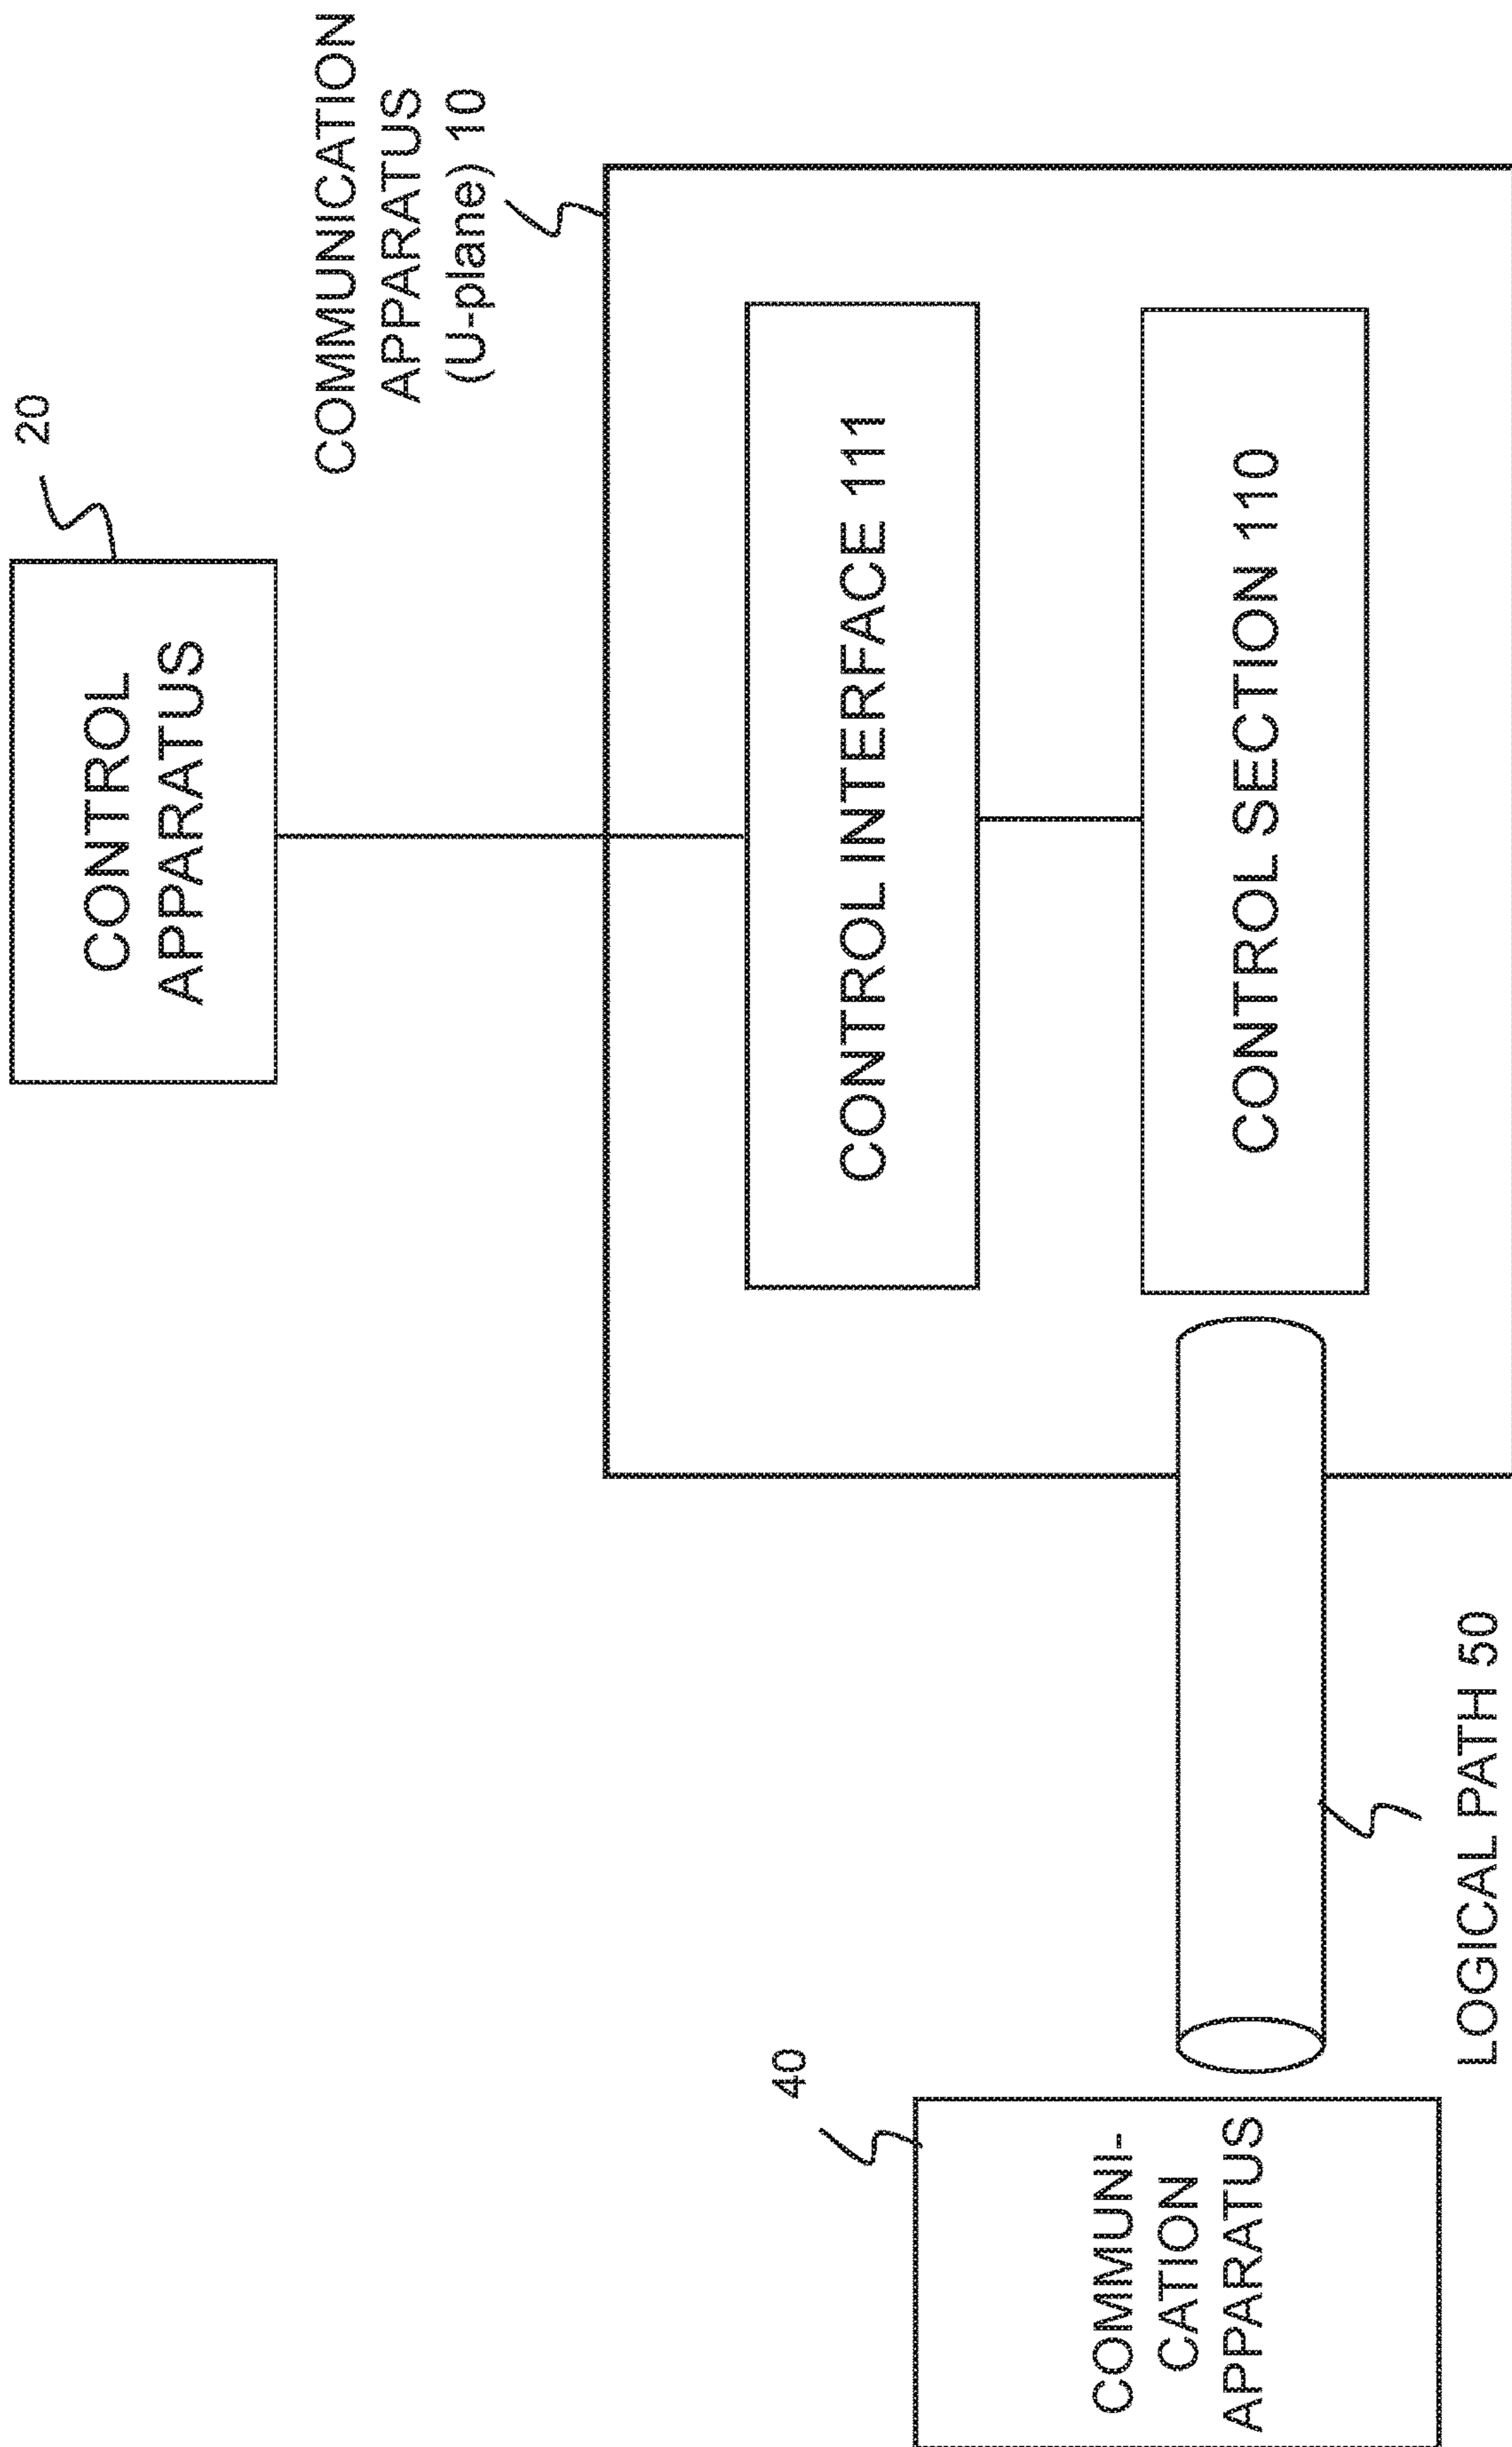 20
CONTROL
APPARATUS
COMMUNICATION
APPARATUS
(U-plane) 10
CONTROL INTERFACE 111
CONTROL SECTION 110
40
COMMUNI-
CATION
APPARATUS
LOGICAL PATH 50